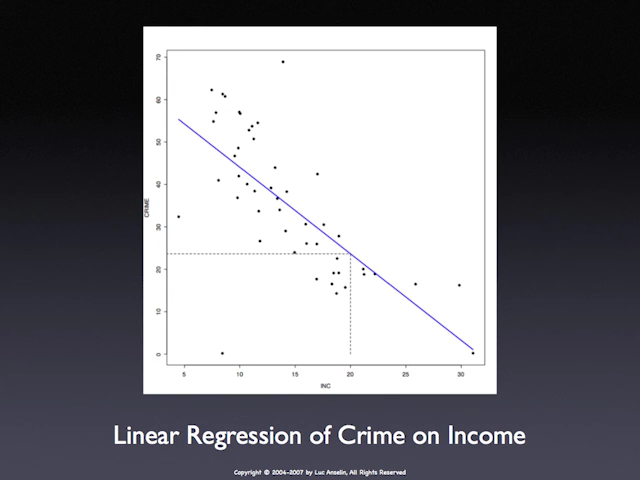 CRIME
70
60
50
40
30
20
10
0
5 10 15 20 25 30
INC
Linear Regression of Crime on Income
Copyright © 2004-2007 by Luc Anselin, All Rights Reserved